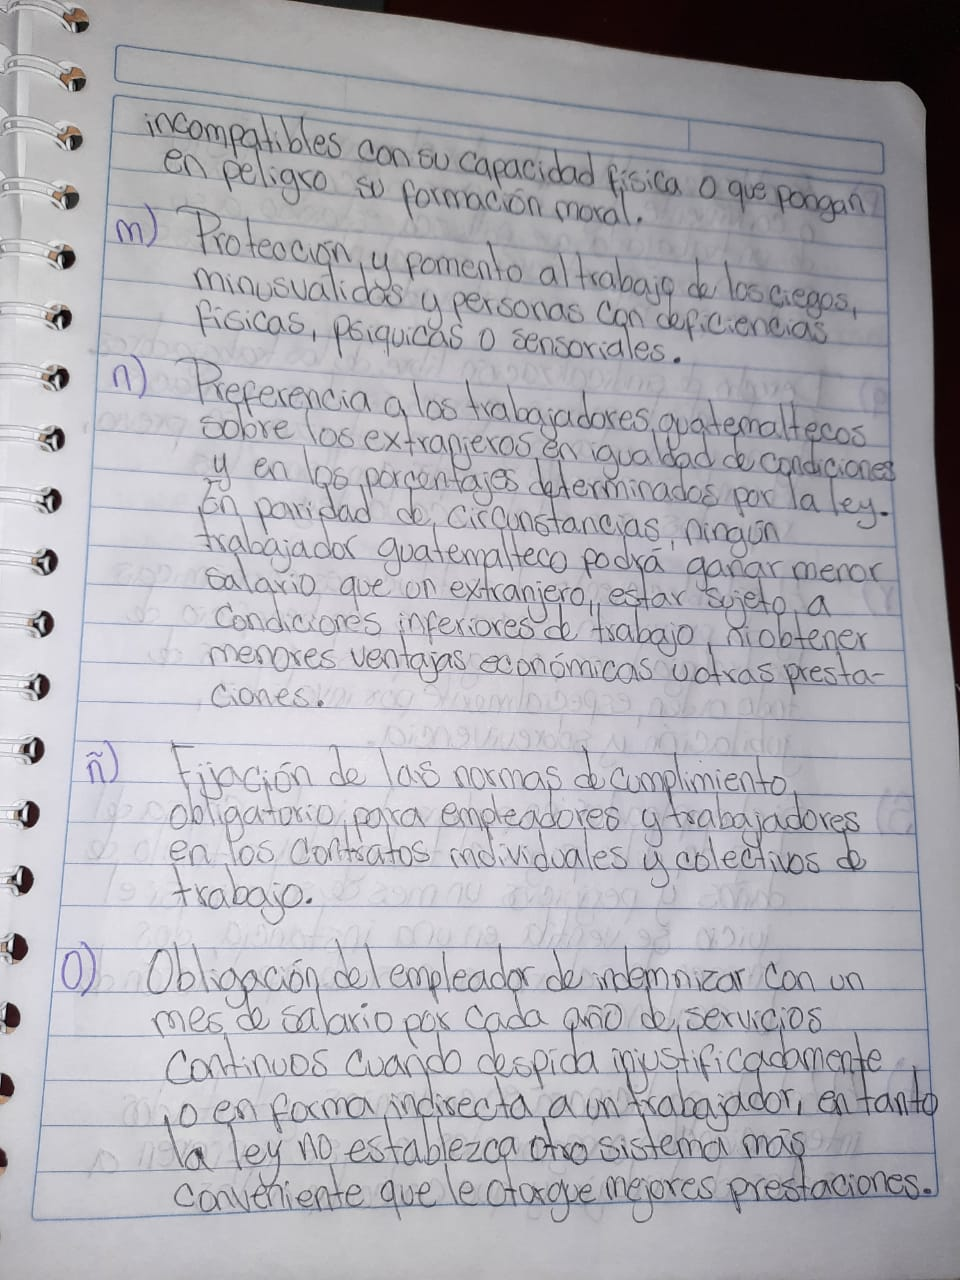 incompatibles con su capacidad física o que pongan
en peligro su formación moral.
m) Protección y fomento al trabajo de los ciegos,
minusvalidos y personas con deficiencias
físicas, psiquicas o sensoriales.
n) Preferencia a los trabajadores guatemaltecos
sobre los extranjeros en igualdad de condiciones
y en los porcentajes determinados por la ley.
En paridad de circunstancias, ningún
trabajador guatemalteco podrá ganar menor
salario que un extranjero, estar sujeto a
condiciones inferiores de trabajo, ni obtener
menores ventajas económicas u otras presta-
ciones.
ñ) Fijación de las normas de cumplimiento
obligatorio para empleadores y trabajadores
en los contratos individuales y colectivos de
trabajo.
O) Obligación del empleador de indemnizar con un
mes de salario por cada año de servicios
continuos cuando despida injustificadamente
o en forma indirecta a un trabajador, en tanto
la ley no establezca otro sistema más
conveniente que le otorgue mejores prestaciones.